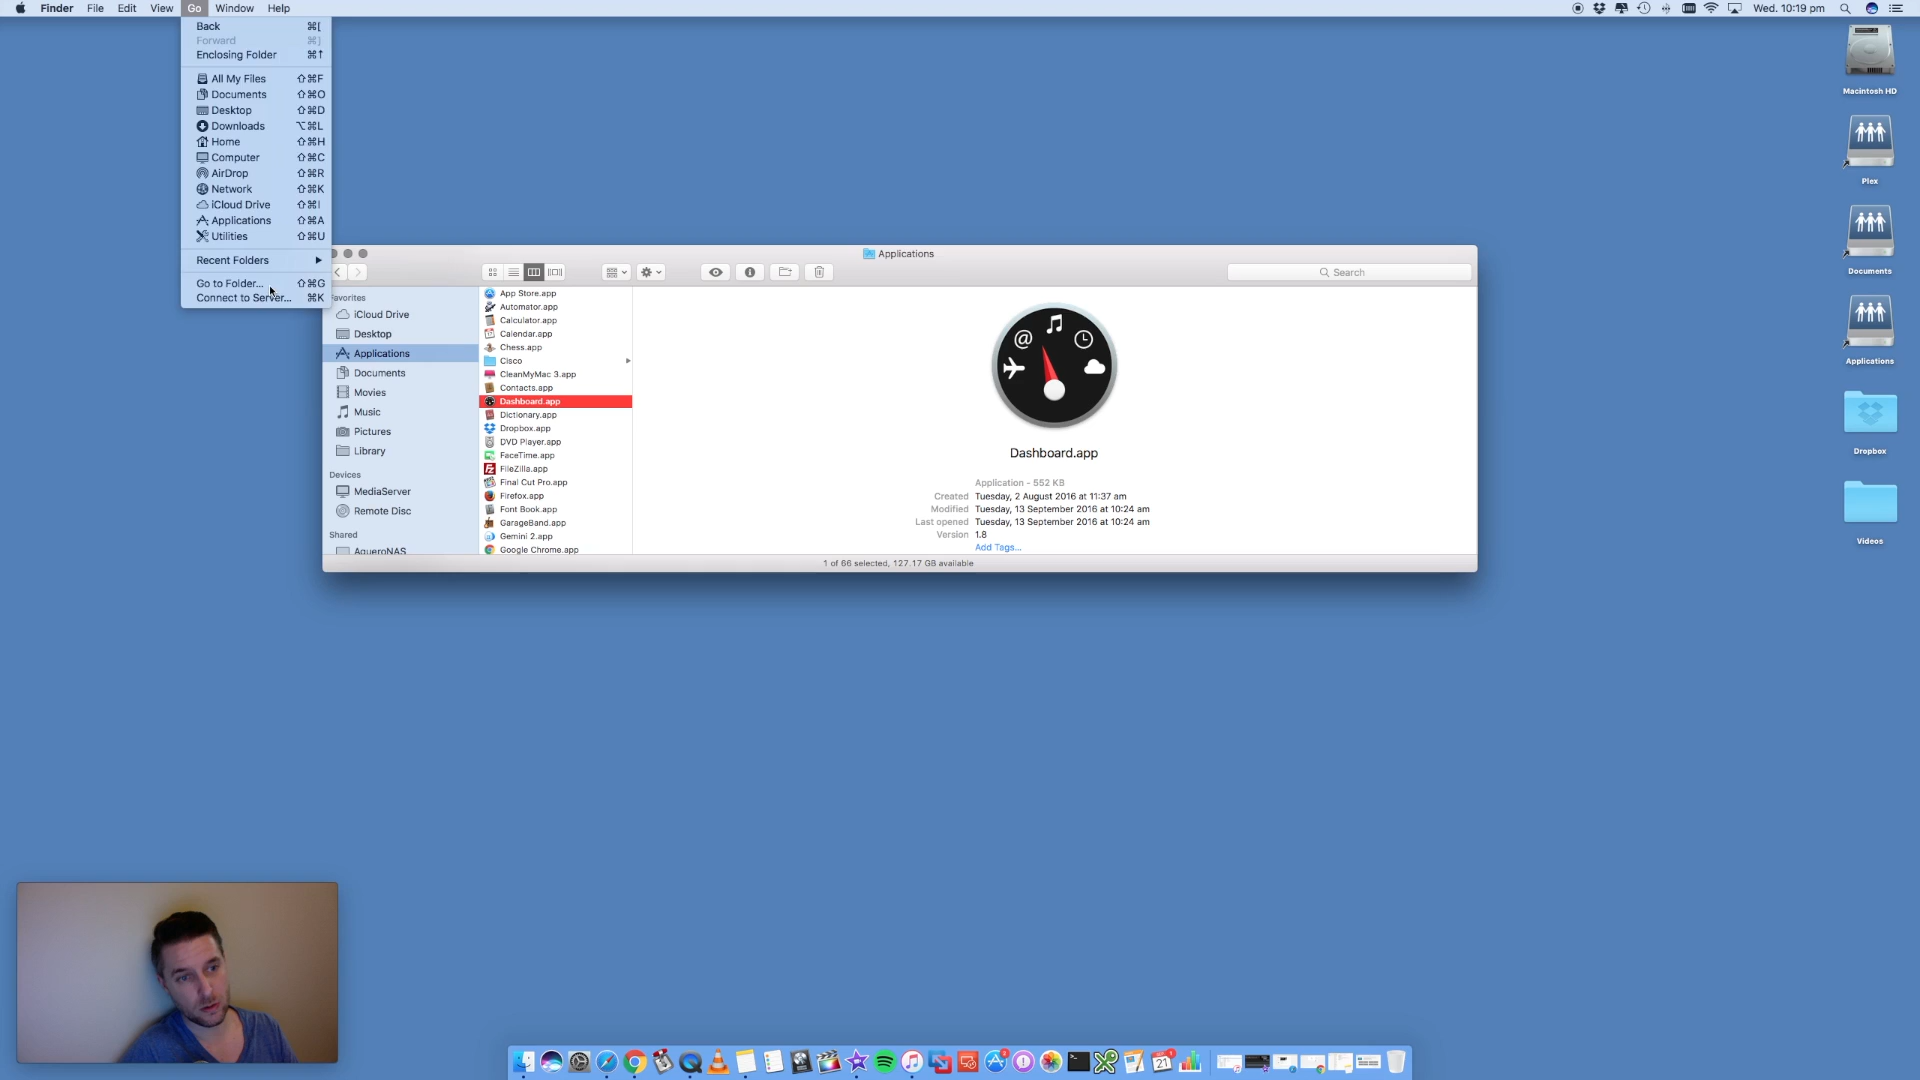 Finder File Edit View Go Window Help
Wed. 10:19 pm
Back ⌘[
Forward ⌘]
Enclosing Folder ⌘↑
All My Files ⇧⌘F
Documents ⇧⌘O
Desktop ⇧⌘D
Downloads ⌥⌘L
Home ⇧⌘H
Computer ⇧⌘C
AirDrop ⇧⌘R
Network ⇧⌘K
iCloud Drive ⇧⌘I
Applications ⇧⌘A
Utilities ⇧⌘U
Recent Folders
Go to Folder... ⇧⌘G
Connect to Server... ⌘K
Applications
Search
Favorites
iCloud Drive
Desktop
Applications
Documents
Movies
Music
Pictures
Library
Devices
MediaServer
Remote Disc
Shared
AgueroNAS
App Store.app
Automator.app
Calculator.app
Calendar.app
Chess.app
Cisco
CleanMyMac 3.app
Contacts.app
Dashboard.app
Dictionary.app
Dropbox.app
DVD Player.app
FaceTime.app
FileZilla.app
Final Cut Pro.app
Firefox.app
Font Book.app
GarageBand.app
Gemini 2.app
Google Chrome.app
Dashboard.app
Application - 552 KB
Created Tuesday, 2 August 2016 at 11:37 am
Modified Tuesday, 13 September 2016 at 10:24 am
Last opened Tuesday, 13 September 2016 at 10:24 am
Version 1.8
Add Tags...
1 of 66 selected, 127.17 GB available
Macintosh HD
Plex
Documents
Applications
Dropbox
Videos
21